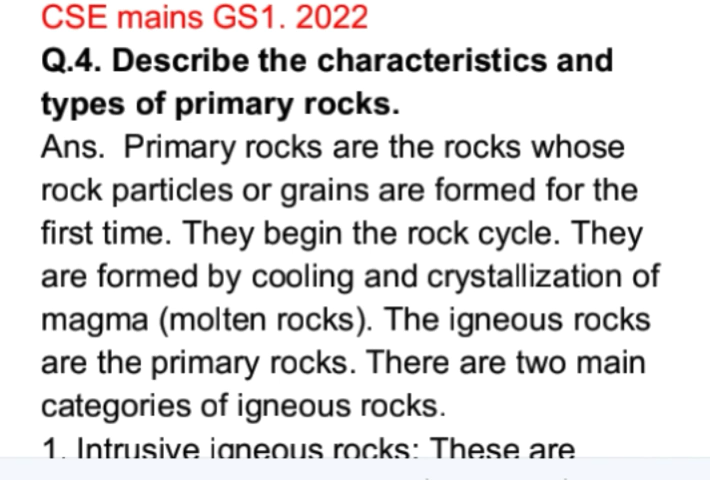 CSE mains GS1. 2022
Q.4. Describe the characteristics and
types of primary rocks.
Ans.  Primary rocks are the rocks whose
rock particles or grains are formed for the
first time. They begin the rock cycle. They
are formed by cooling and crystallization of
magma (molten rocks). The igneous rocks
are the primary rocks. There are two main
categories of igneous rocks.
1. Intrusive igneous rocks: These are